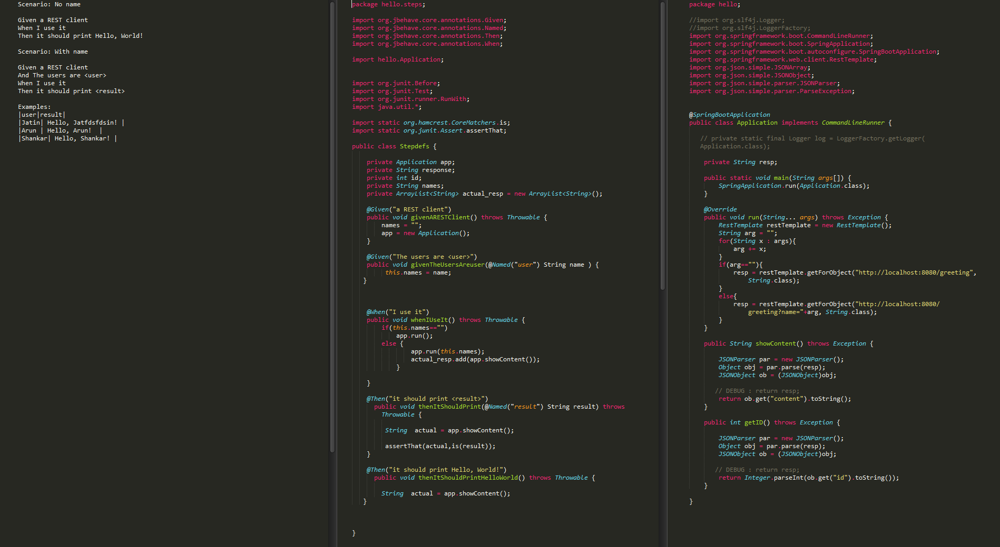 Scenario: No name
Given a REST client
When I use it
Then it should print Hello, World!
Scenario: With name
Given a REST client
And The users are <user>
When I use it
Then it should print <result>
Examples:
|user|result|
|Jatin| Hello, Jatfdsfdsin! |
|Arun | Hello, Arun!  |
|Shankar| Hello, Shankar! |
package hello.steps;
import org.jbehave.core.annotations.Given;
import org.jbehave.core.annotations.Named;
import org.jbehave.core.annotations.Then;
import org.jbehave.core.annotations.When;
import hello.Application;
import org.junit.Before;
import org.junit.Test;
import org.junit.runner.RunWith;
import java.util.*;
import static org.hamcrest.CoreMatchers.is;
import static org.junit.Assert.assertThat;
public class Stepdefs {
private Application app;
private String response;
private int id;
private String names;
private ArrayList<String> actual_resp = new ArrayList<String>();
@Given("a REST client")
public void givenARESTClient() throws Throwable {
names = "";
app = new Application();
}
@Given("The users are <user>")
public void givenTheUsersAreuser(@Named("user") String name ) {
this.names = name;
}
@When("I use it")
public void whenIUseIt() throws Throwable {
if(this.names=="")
app.run();
else {
app.run(this.names);
actual_resp.add(app.showContent());
}
}
@Then("it should print <result>")
public void thenItShouldPrint(@Named("result") String result) throws
Throwable {
String  actual = app.showContent();
assertThat(actual,is(result));
}
@Then("it should print Hello, World!")
public void thenItShouldPrintHelloWorld() throws Throwable {
String  actual = app.showContent();
}
}
package hello;
//import org.slf4j.Logger;
//import org.slf4j.LoggerFactory;
import org.springframework.boot.CommandLineRunner;
import org.springframework.boot.SpringApplication;
import org.springframework.boot.autoconfigure.SpringBootApplication;
import org.springframework.web.client.RestTemplate;
import org.json.simple.JSONArray;
import org.json.simple.JSONObject;
import org.json.simple.parser.JSONParser;
import org.json.simple.parser.ParseException;
@SpringBootApplication
public class Application implements CommandLineRunner {
// private static final Logger log = LoggerFactory.getLogger(
Application.class);
private String resp;
public static void main(String args[]) {
SpringApplication.run(Application.class);
}
@Override
public void run(String... args) throws Exception {
RestTemplate restTemplate = new RestTemplate();
String arg = "";
for(String x : args){
arg += x;
}
if(arg==""){
resp = restTemplate.getForObject("http://localhost:8080/greeting",
String.class);
}
else{
resp = restTemplate.getForObject("http://localhost:8080/
greeting?name="+arg, String.class);
}
}
public String showContent() throws Exception {
JSONParser par = new JSONParser();
Object obj = par.parse(resp);
JSONObject ob = (JSONObject)obj;
// DEBUG : return resp;
return ob.get("content").toString();
}
public int getID() throws Exception {
JSONParser par = new JSONParser();
Object obj = par.parse(resp);
JSONObject ob = (JSONObject)obj;
// DEBUG : return resp;
return Integer.parseInt(ob.get("id").toString());
}
}